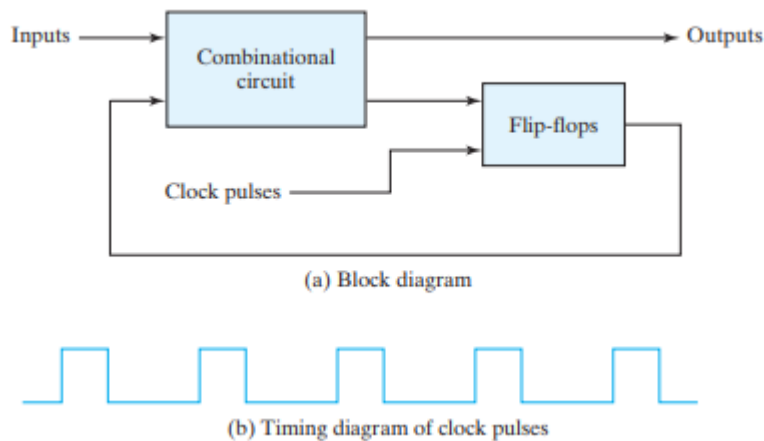 Inputs
Combinational
circuit
Outputs
Flip-flops
Clock pulses
(a) Block diagram
(b) Timing diagram of clock pulses